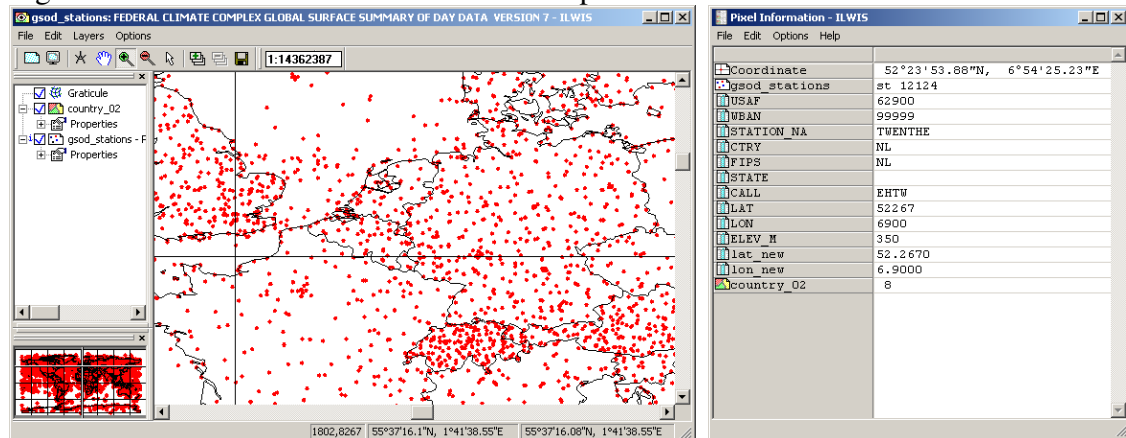 gsod_stations: FEDERAL CLIMATE COMPLEX GLOBAL SURFACE SUMMARY OF DAY DATA VERSION 7 - ILWIS
File Edit Layers Options
1:14362387
Graticule
country_02
Properties
gsod_stations - F
Properties
1802,8267 55°37'16.1"N, 1°41'38.55"E 55°37'16.08"N, 1°41'38.55"E
Pixel Information - ILWIS
File Edit Options Help
Coordinate 52°23'53.88"N, 6°54'25.23"E
gsod_stations st 12124
USAF 62900
WBAN 99999
STATION_NA TWENTHE
CTRY NL
FIPS NL
STATE
CALL EHTW
LAT 52267
LON 6900
ELEV_M 350
lat_new 52.2670
lon_new 6.9000
country_02 8